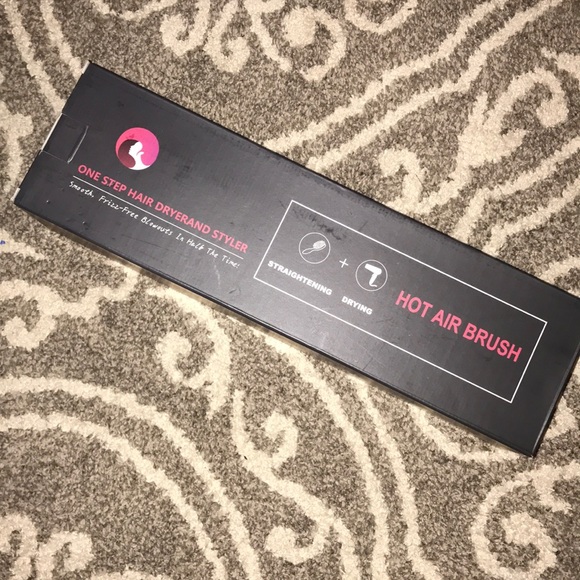 ONE STEP HAIR DRYERAND STYLER
Smooth, Frizz-Free Blowouts In Half The Time!
STRAIGHTENING + DRYING
HOT AIR BRUSH